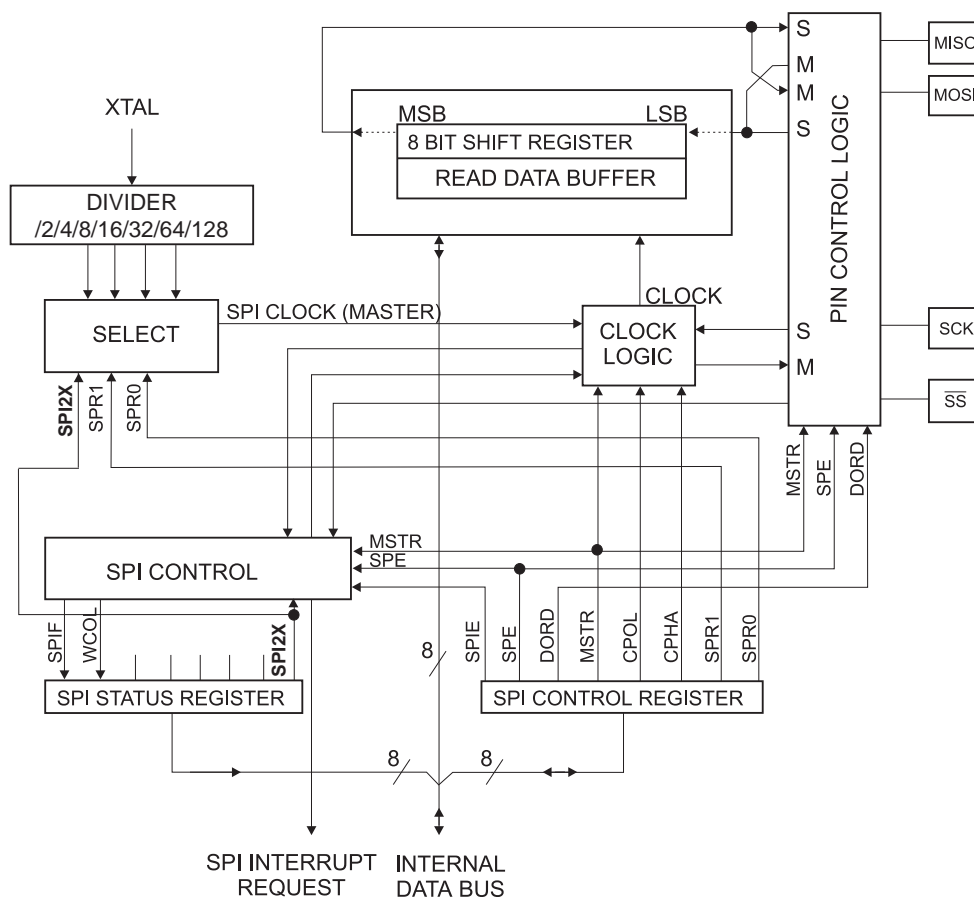 S
MISO
M
XTAL
MSB
LSB
M
MOSI
8 BIT SHIFT REGISTER
S
READ DATA BUFFER
DIVIDER
/2/4/8/16/32/64/128
PIN CONTROL LOGIC
SPI CLOCK (MASTER)
CLOCK
SELECT
CLOCK
LOGIC
S
SCK
M
SPI2X
SPR1
SPR0
SS
MSTR
SPE
DORD
MSTR
SPE
SPI CONTROL
SPIF
WCOL
SPI2X
8
SPIE
SPE
DORD
MSTR
CPOL
CPHA
SPR1
SPR0
SPI STATUS REGISTER
SPI CONTROL REGISTER
8
8
SPI INTERRUPT
REQUEST
INTERNAL
DATA BUS